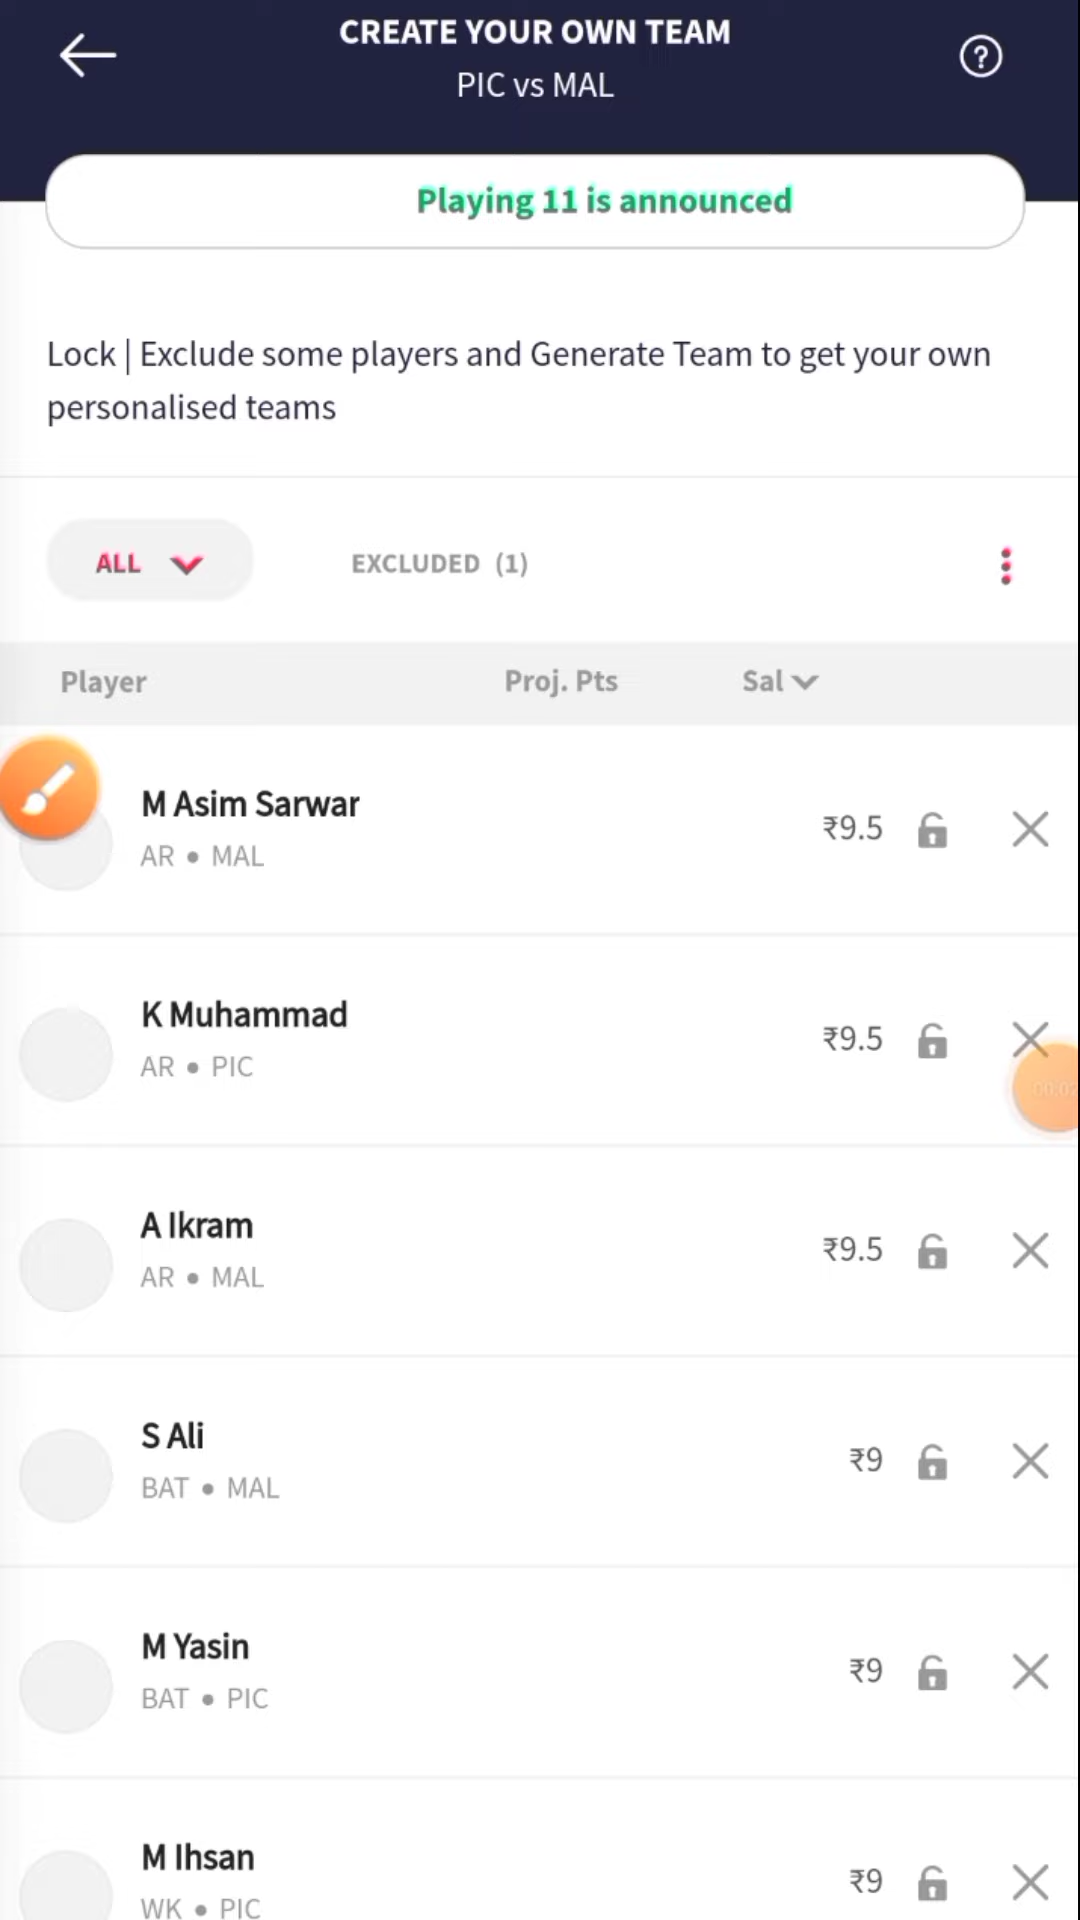 CREATE YOUR OWN TEAM
PIC vs MAL
Playing 11 is announced
Lock | Exclude some players and Generate Team to get your own
personalised teams
ALL
EXCLUDED (1)
Player Proj. Pts Sal
M Asim Sarwar
AR • MAL
₹9.5
K Muhammad
AR • PIC
₹9.5
00:02
A Ikram
AR • MAL
₹9.5
S Ali
BAT • MAL
₹9
M Yasin
BAT • PIC
₹9
M Ihsan
WK • PIC
₹9